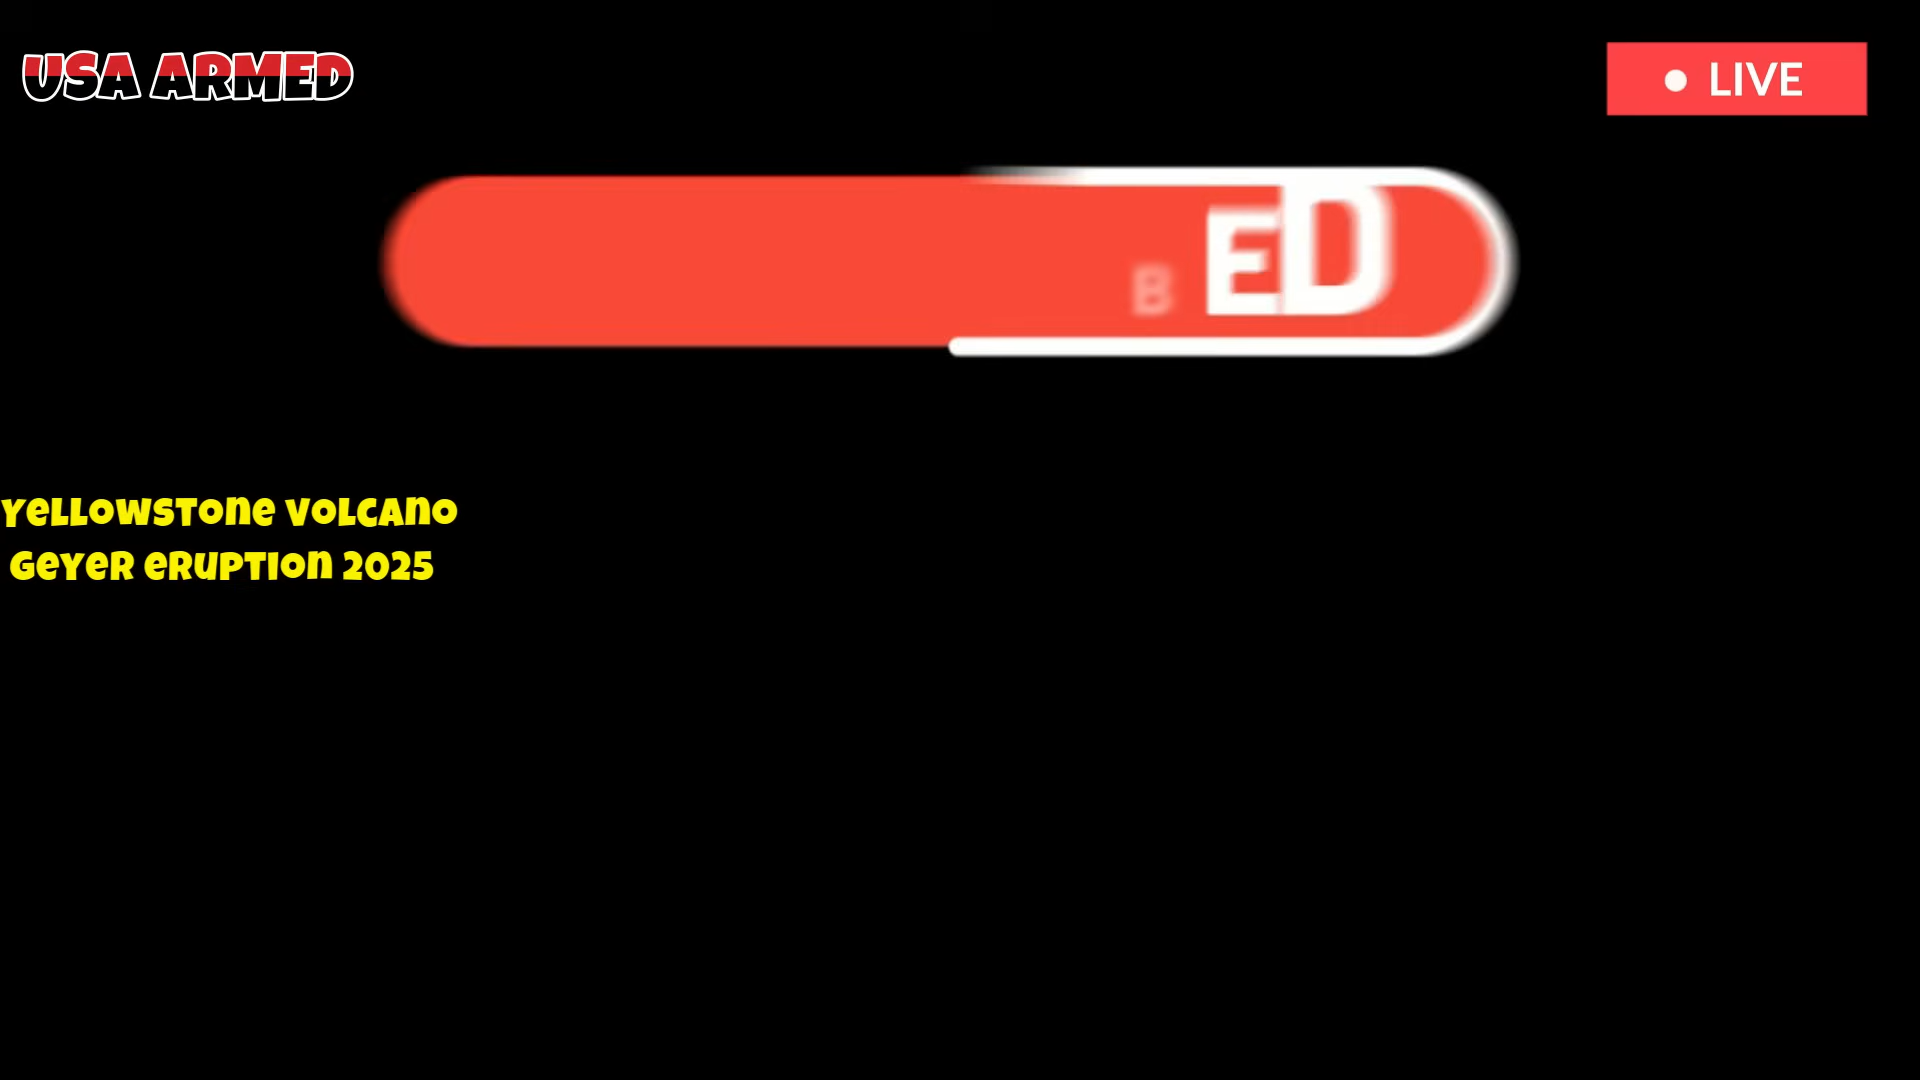 USA ARMED
LIVE
B ED
YELLOWSTONE VOLCANO
GEYER ERUPTION 2025